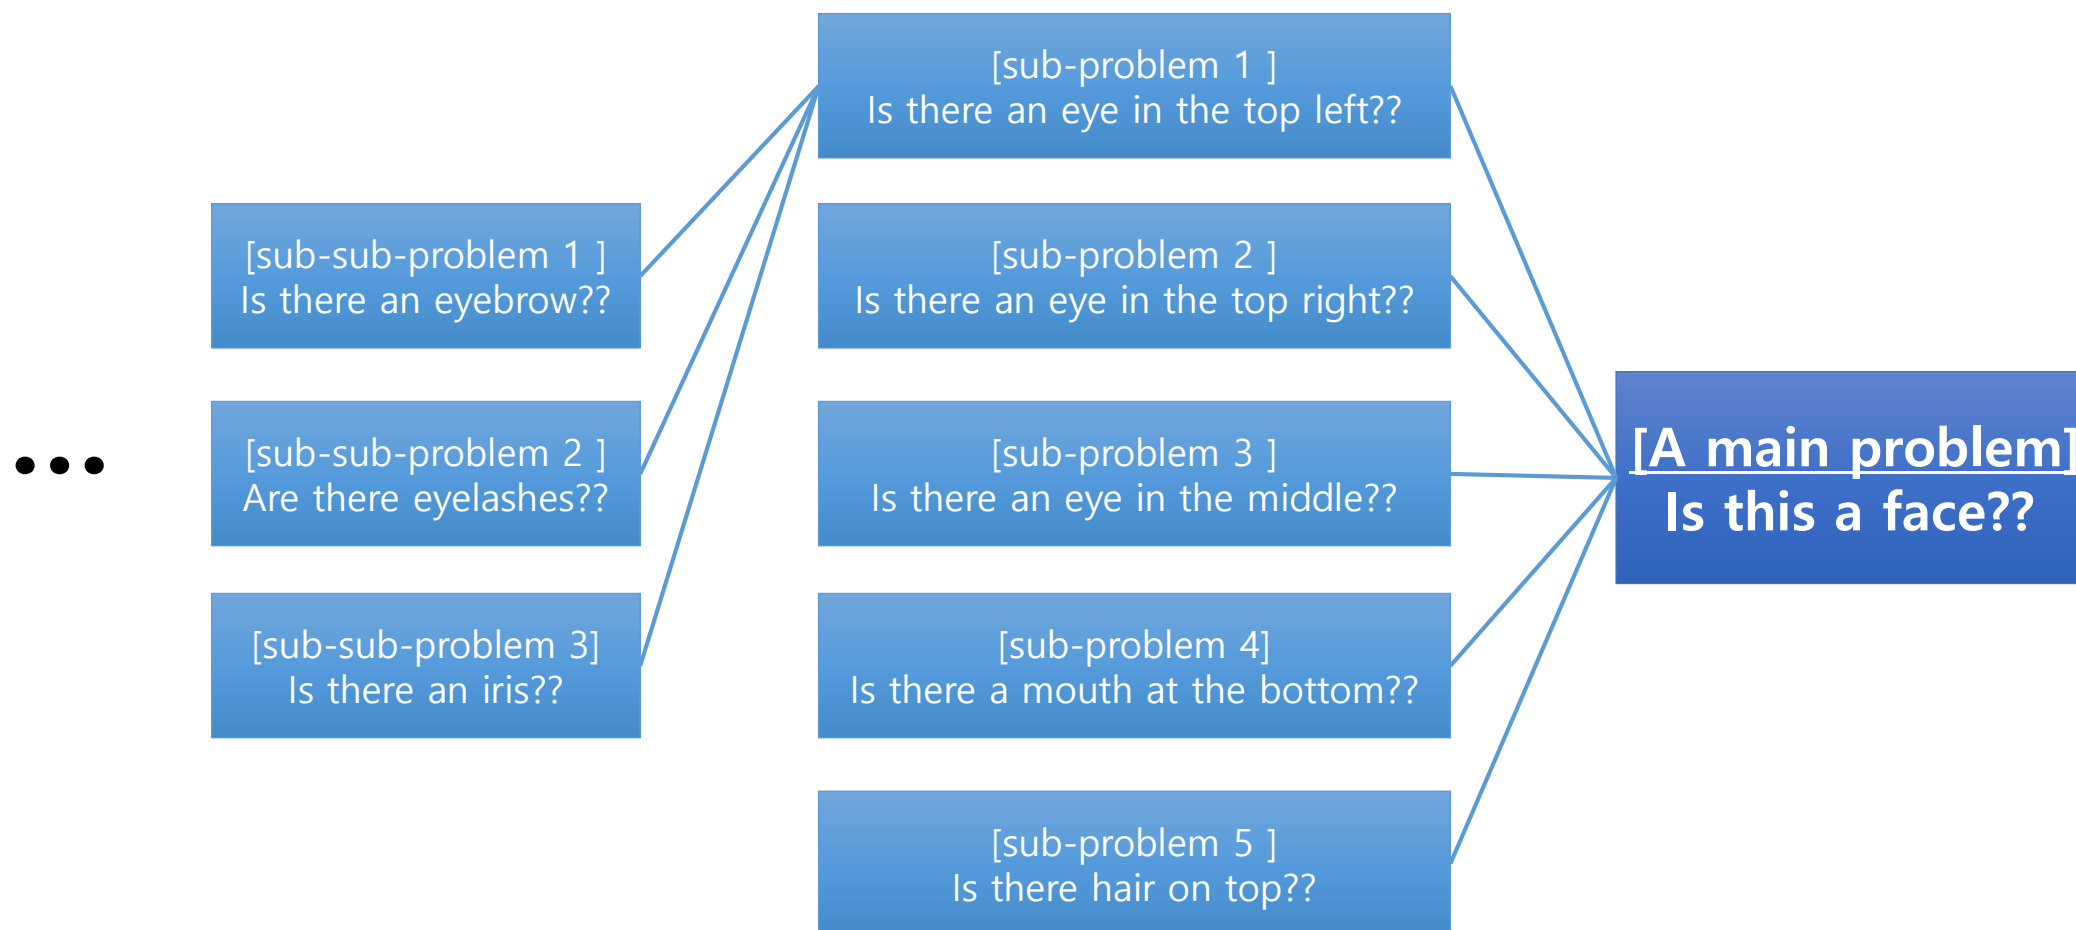 [sub-problem 1 ]
Is there an eye in the top left??
[sub-sub-problem 1 ]
Is there an eyebrow??
[sub-problem 2 ]
Is there an eye in the top right??
[sub-sub-problem 2 ]
Are there eyelashes??
[sub-problem 3 ]
Is there an eye in the middle??
[A main problem]
Is this a face??
•••
[sub-sub-problem 3]
Is there an iris??
[sub-problem 4]
Is there a mouth at the bottom??
[sub-problem 5 ]
Is there hair on top??